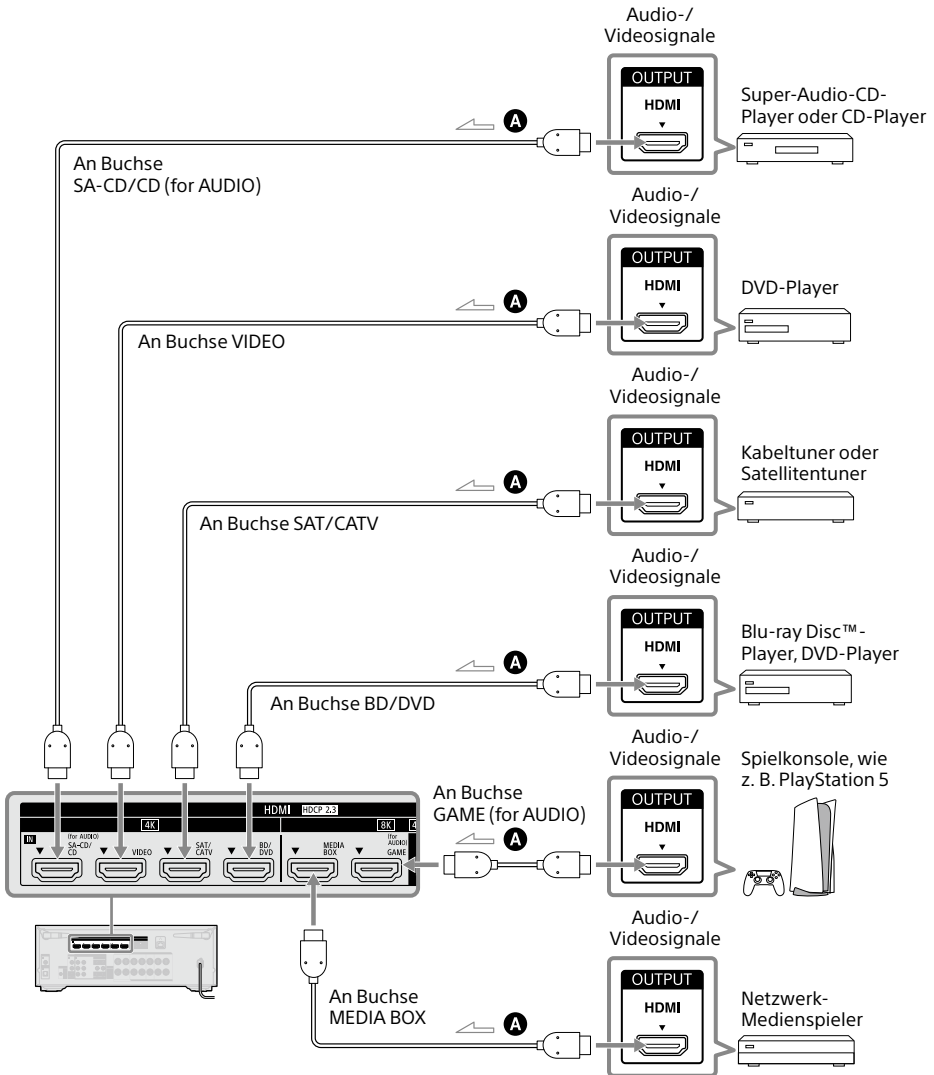 Audio-/
Videosignale
OUTPUT
HDMI
Super-Audio-CD-
Player oder CD-Player
A
An Buchse
SA-CD/CD (for AUDIO)
Audio-/
Videosignale
OUTPUT
HDMI
DVD-Player
A
An Buchse VIDEO
Audio-/
Videosignale
OUTPUT
HDMI
Kabeltuner oder
Satellitentuner
A
An Buchse SAT/CATV
Audio-/
Videosignale
OUTPUT
HDMI
Blu-ray Disc™-
Player, DVD-Player
A
An Buchse BD/DVD
Audio-/
Videosignale
OUTPUT
HDMI
Spielkonsole, wie
z. B. PlayStation 5
An Buchse
GAME (for AUDIO)
A
HDMI HDCP 2.3
4K
8K
4
IN
(for AUDIO)
SA-CD/
CD
VIDEO
SAT/
CATV
BD/
DVD
MEDIA
BOX
(for
AUDIO)
GAME
Audio-/
Videosignale
OUTPUT
HDMI
Netzwerk-
Medienspieler
An Buchse
MEDIA BOX
A